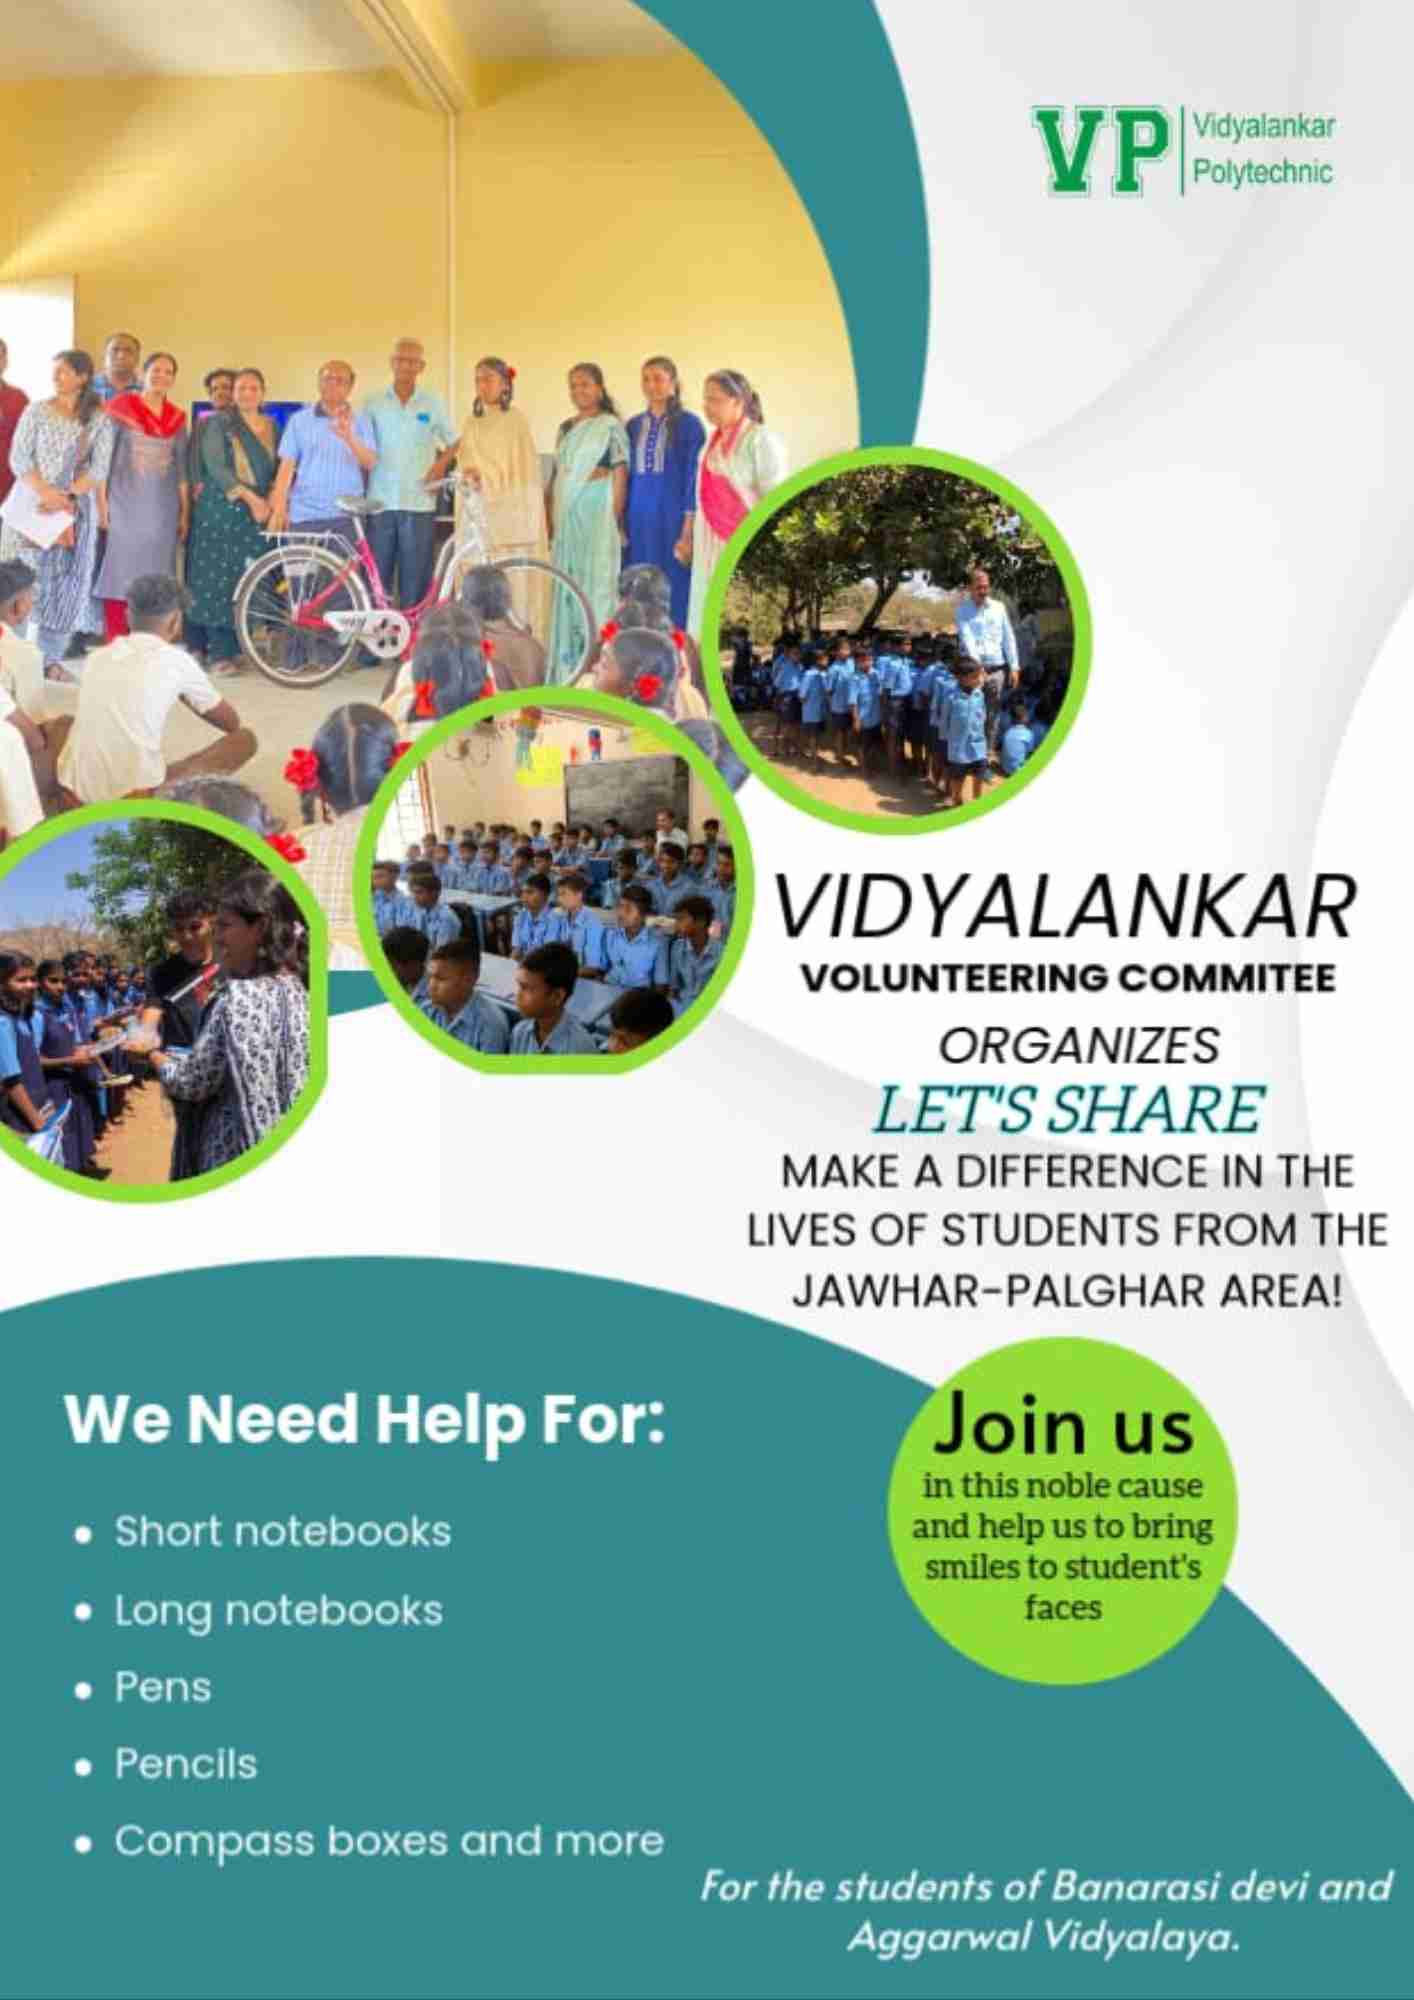 VP Vidyalankar
Polytechnic
VIDYALANKAR
VOLUNTEERING COMMITEE
ORGANIZES
LET'S SHARE
MAKE A DIFFERENCE IN THE
LIVES OF STUDENTS FROM THE
JAWHAR-PALGHAR AREA!
We Need Help For:
• Short notebooks
• Long notebooks
• Pens
• Pencils
• Compass boxes and more
Join us
in this noble cause
and help us to bring
smiles to student's
faces
For the students of Banarasi devi and
Aggarwal Vidyalaya.